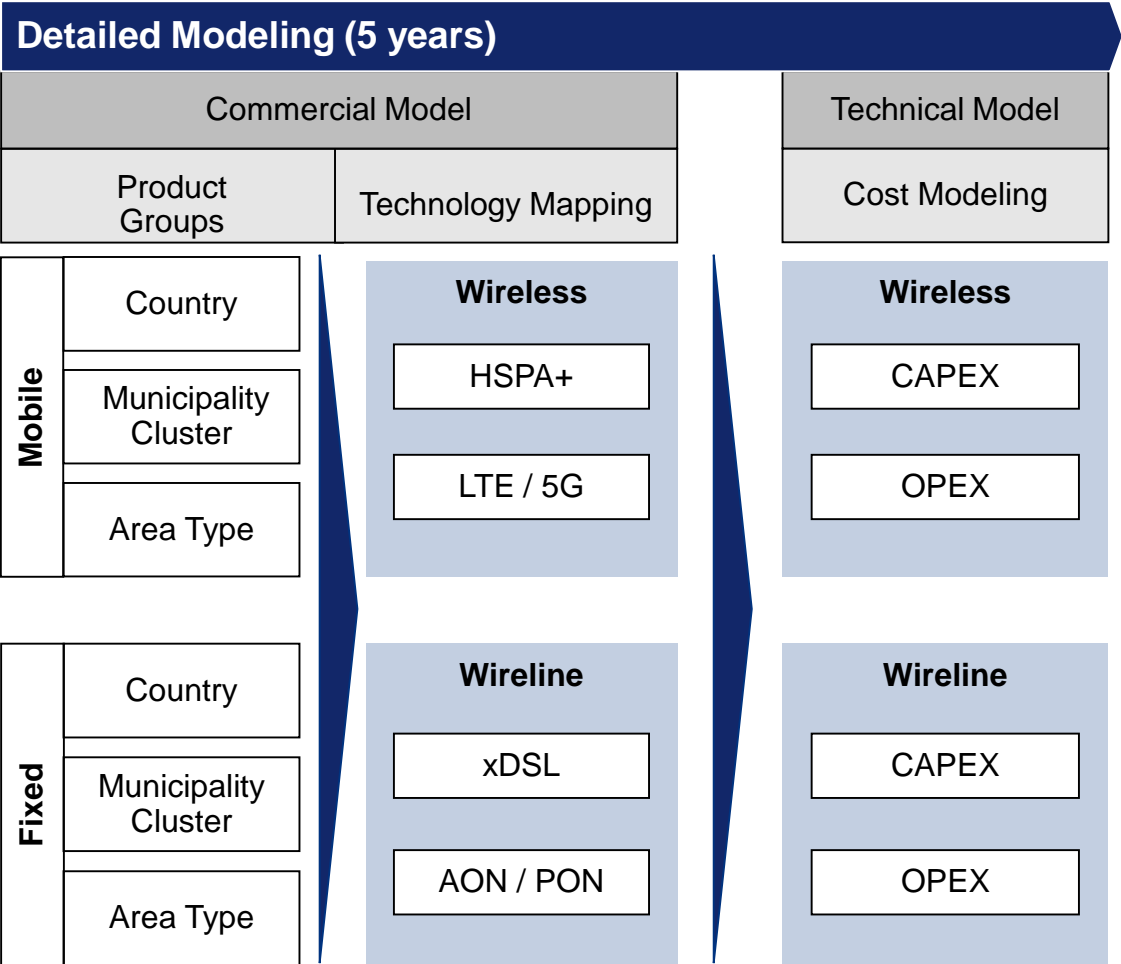 Detailed Modeling (5 years)
Commercial Model
Technical Model
Product
Groups
Technology Mapping
Cost Modeling
Mobile
Country
Municipality
Cluster
Area Type
Wireless
HSPA+
LTE / 5G
Wireless
CAPEX
OPEX
Fixed
Country
Municipality
Cluster
Area Type
Wireline
xDSL
AON / PON
Wireline
CAPEX
OPEX